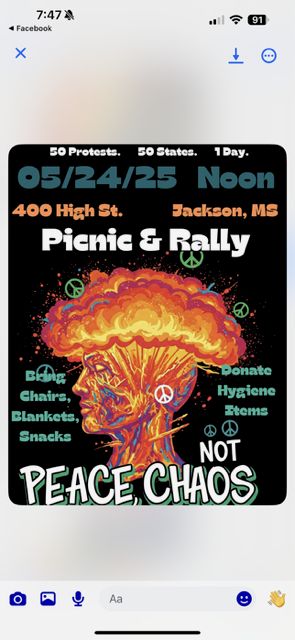 7:47
91
◀ Facebook
50 Protests. 50 States. 1 Day.
05/24/25 Noon
400 High St. Jackson, MS
Picnic & Rally
Bring
Chairs,
Blankets,
Snacks
Donate
Hygiene
Items
NOT
PEACE, CHAOS
Aa